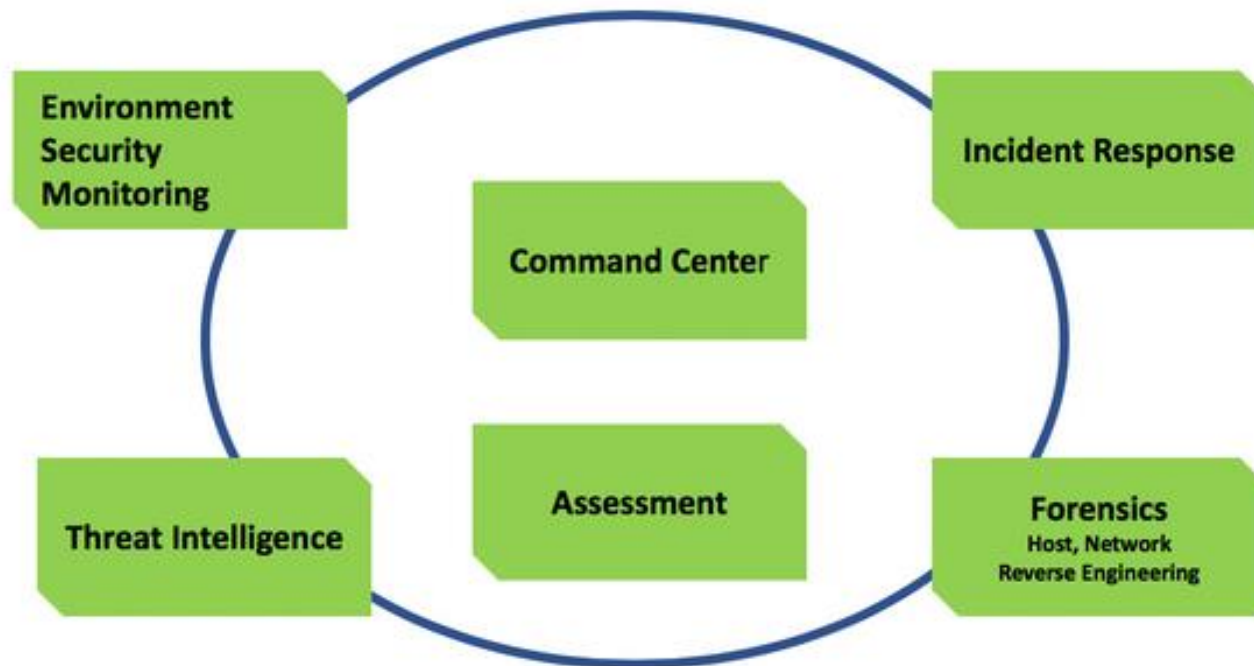 Environment
Security
Monitoring
Incident Response
Command Center
Threat Intelligence
Assessment
Forensics
Host, Network
Reverse Engineering